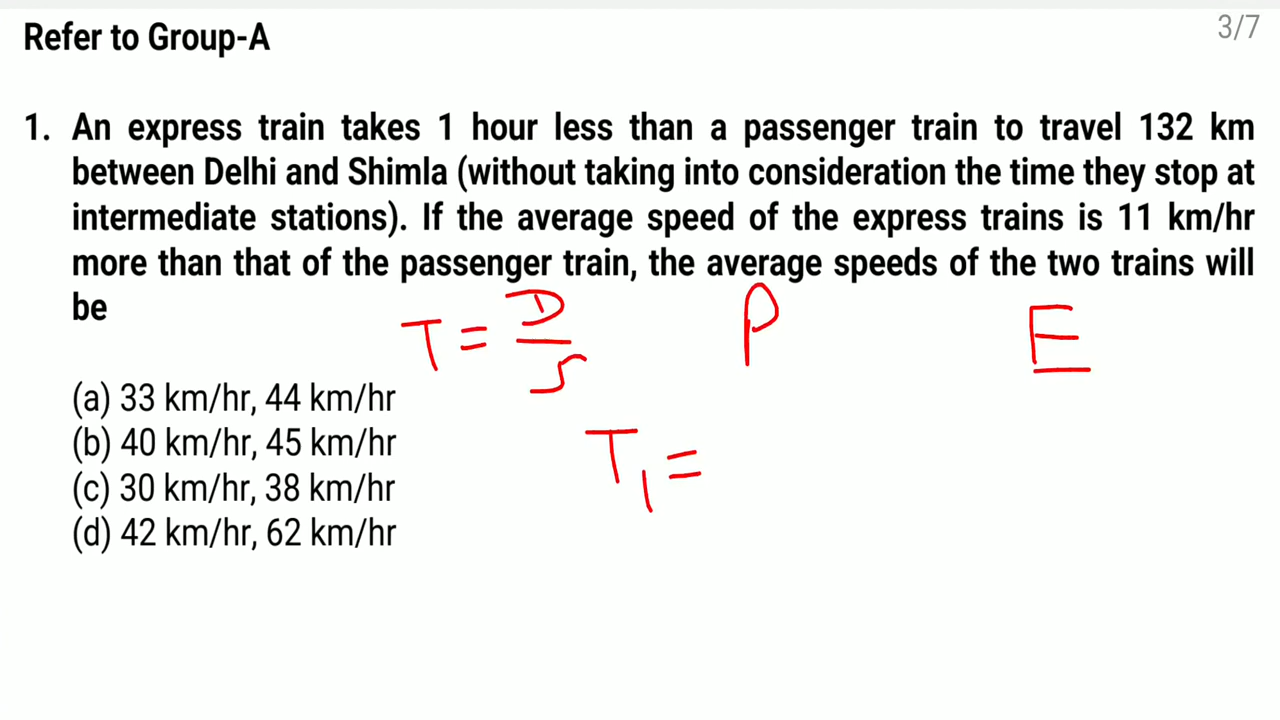 Refer to Group-A
3/7
1. An express train takes 1 hour less than a passenger train to travel 132 km
between Delhi and Shimla (without taking into consideration the time they stop at
intermediate stations). If the average speed of the express trains is 11 km/hr
more than that of the passenger train, the average speeds of the two trains will
be
T = D/S
P
E
(a) 33 km/hr, 44 km/hr
(b) 40 km/hr, 45 km/hr
T1 =
(c) 30 km/hr, 38 km/hr
(d) 42 km/hr, 62 km/hr